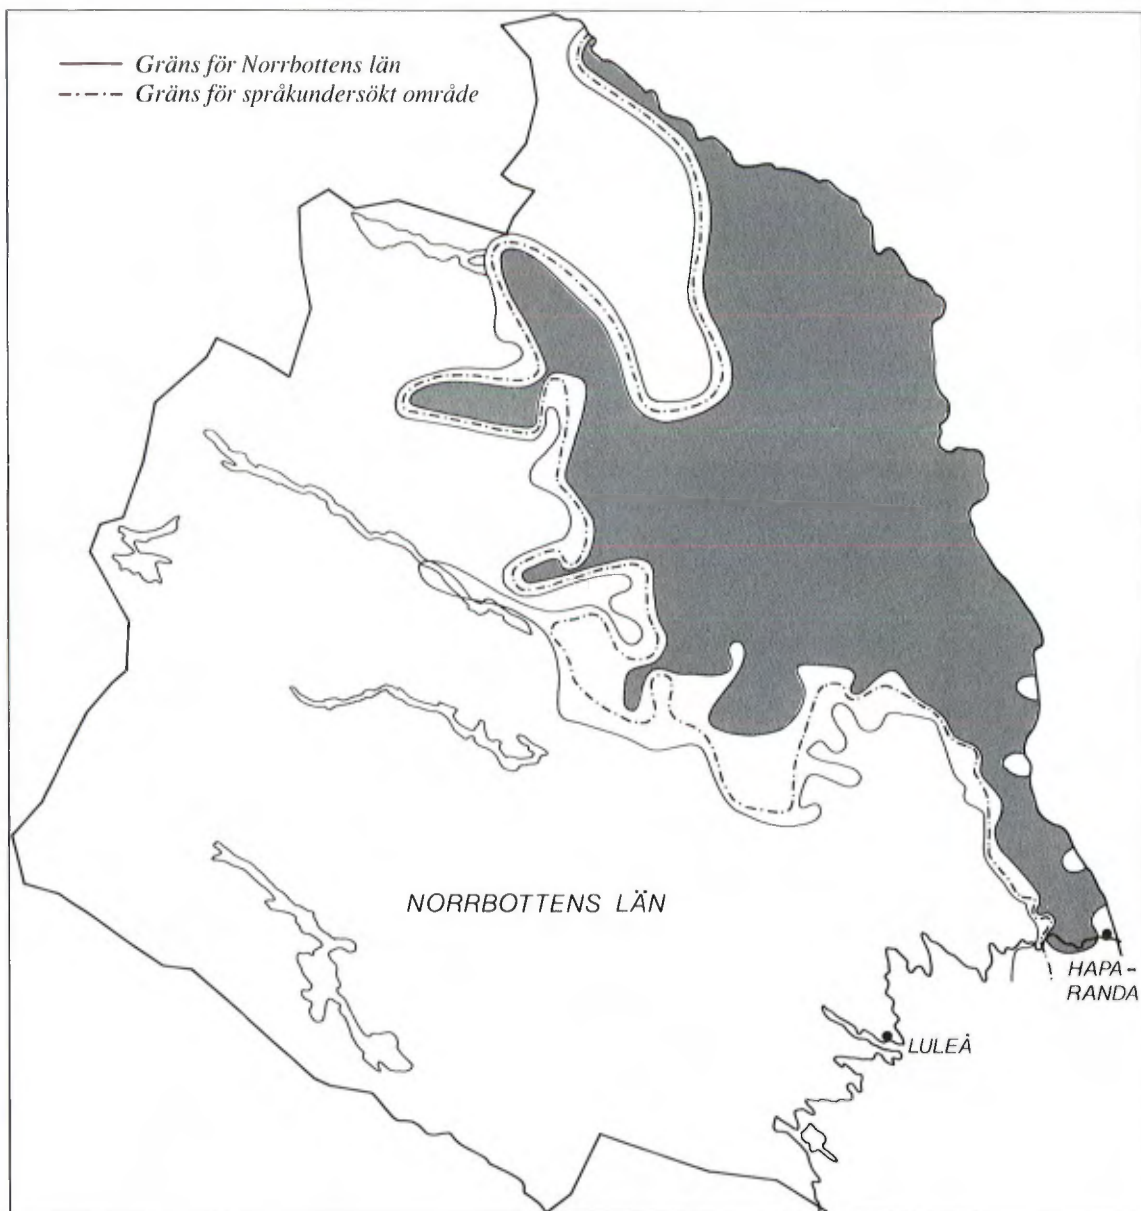 Gräns för Norrbottens län
Gräns för språkundersökt område
NORRBOTTENS LÄN
HAPA-
RANDA
LULEÅ